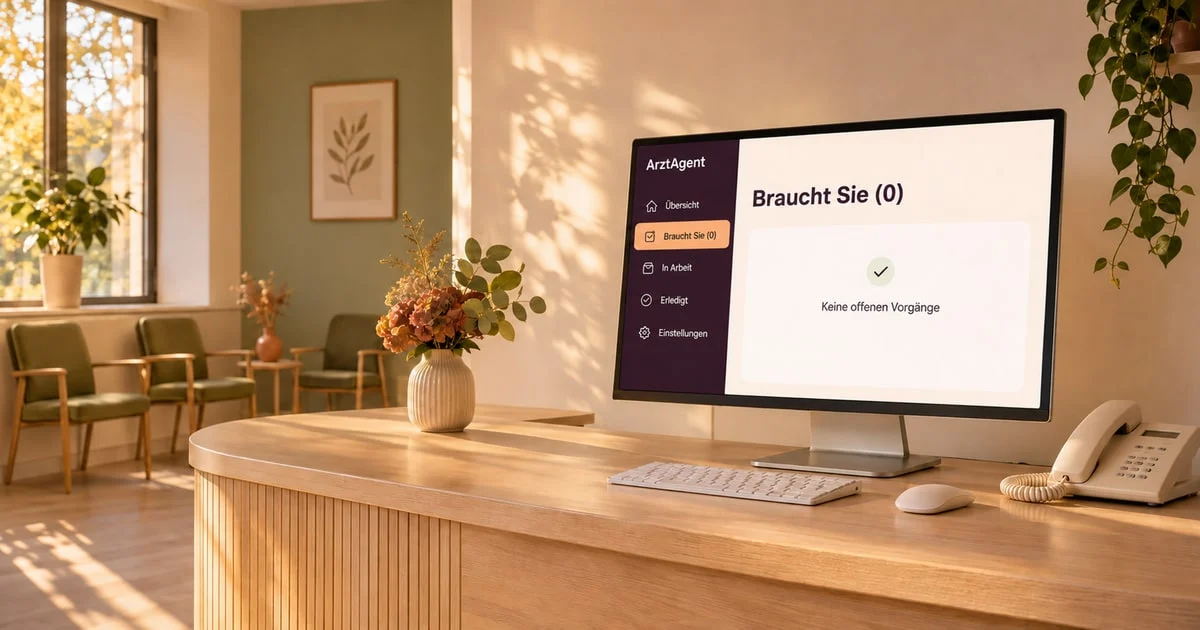 ArztAgent
Übersicht
Braucht Sie (0)
In Arbeit
Erledigt
Einstellungen
Braucht Sie (0)
Keine offenen Vorgänge